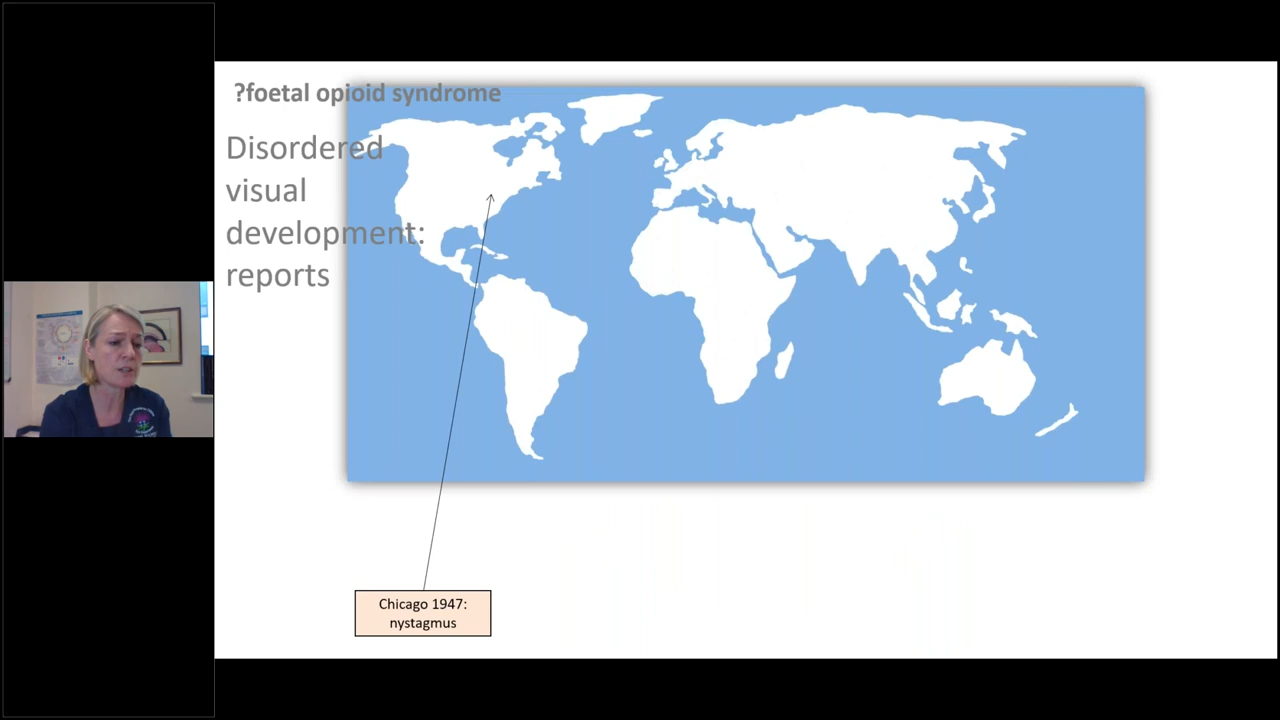 ?foetal opioid syndrome
Disordered
visual
development:
reports
Chicago 1947:
nystagmus